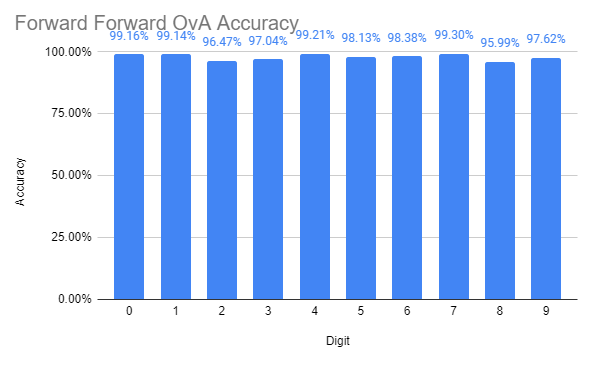 Forward Forward OvA Accuracy
99.16% 99.14% 96.47% 97.04% 99.21% 98.13% 98.38% 99.30% 95.99% 97.62%
100.00%
75.00%
50.00%
25.00%
0.00%
Accuracy
0 1 2 3 4 5 6 7 8 9
Digit